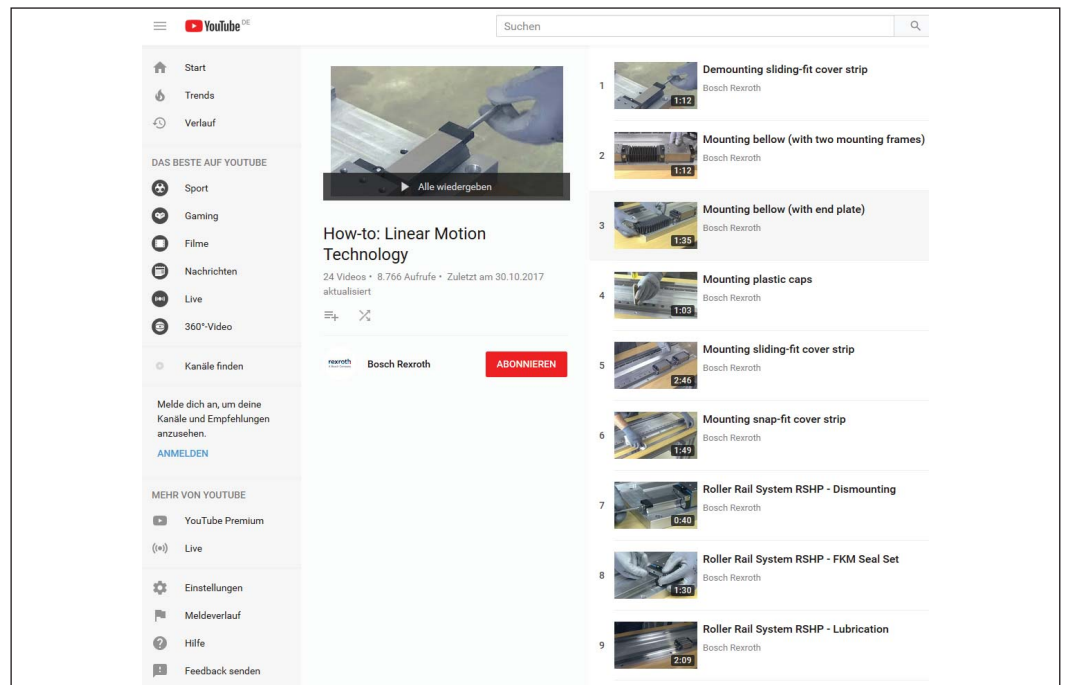 YouTube DE
Suchen
Start
Trends
Verlauf
DAS BESTE AUF YOUTUBE
Sport
Gaming
Filme
Nachrichten
Live
360°-Video
Kanäle finden
Melde dich an, um deine
Kanäle und Empfehlungen
anzusehen.
ANMELDEN
MEHR VON YOUTUBE
YouTube Premium
Live
Einstellungen
Meldeverlauf
Hilfe
Feedback senden
Alle wiedergeben
How-to: Linear Motion
Technology
24 Videos • 8.766 Aufrufe • Zuletzt am 30.10.2017
aktualisiert
rexroth
Bosch Rexroth
ABONNIEREN
1
1:12
Demounting sliding-fit cover strip
Bosch Rexroth
2
1:12
Mounting bellow (with two mounting frames)
Bosch Rexroth
3
1:35
Mounting bellow (with end plate)
Bosch Rexroth
4
1:03
Mounting plastic caps
Bosch Rexroth
5
2:46
Mounting sliding-fit cover strip
Bosch Rexroth
6
1:49
Mounting snap-fit cover strip
Bosch Rexroth
7
0:40
Roller Rail System RSHP - Dismounting
Bosch Rexroth
8
1:30
Roller Rail System RSHP - FKM Seal Set
Bosch Rexroth
9
2:09
Roller Rail System RSHP - Lubrication
Bosch Rexroth